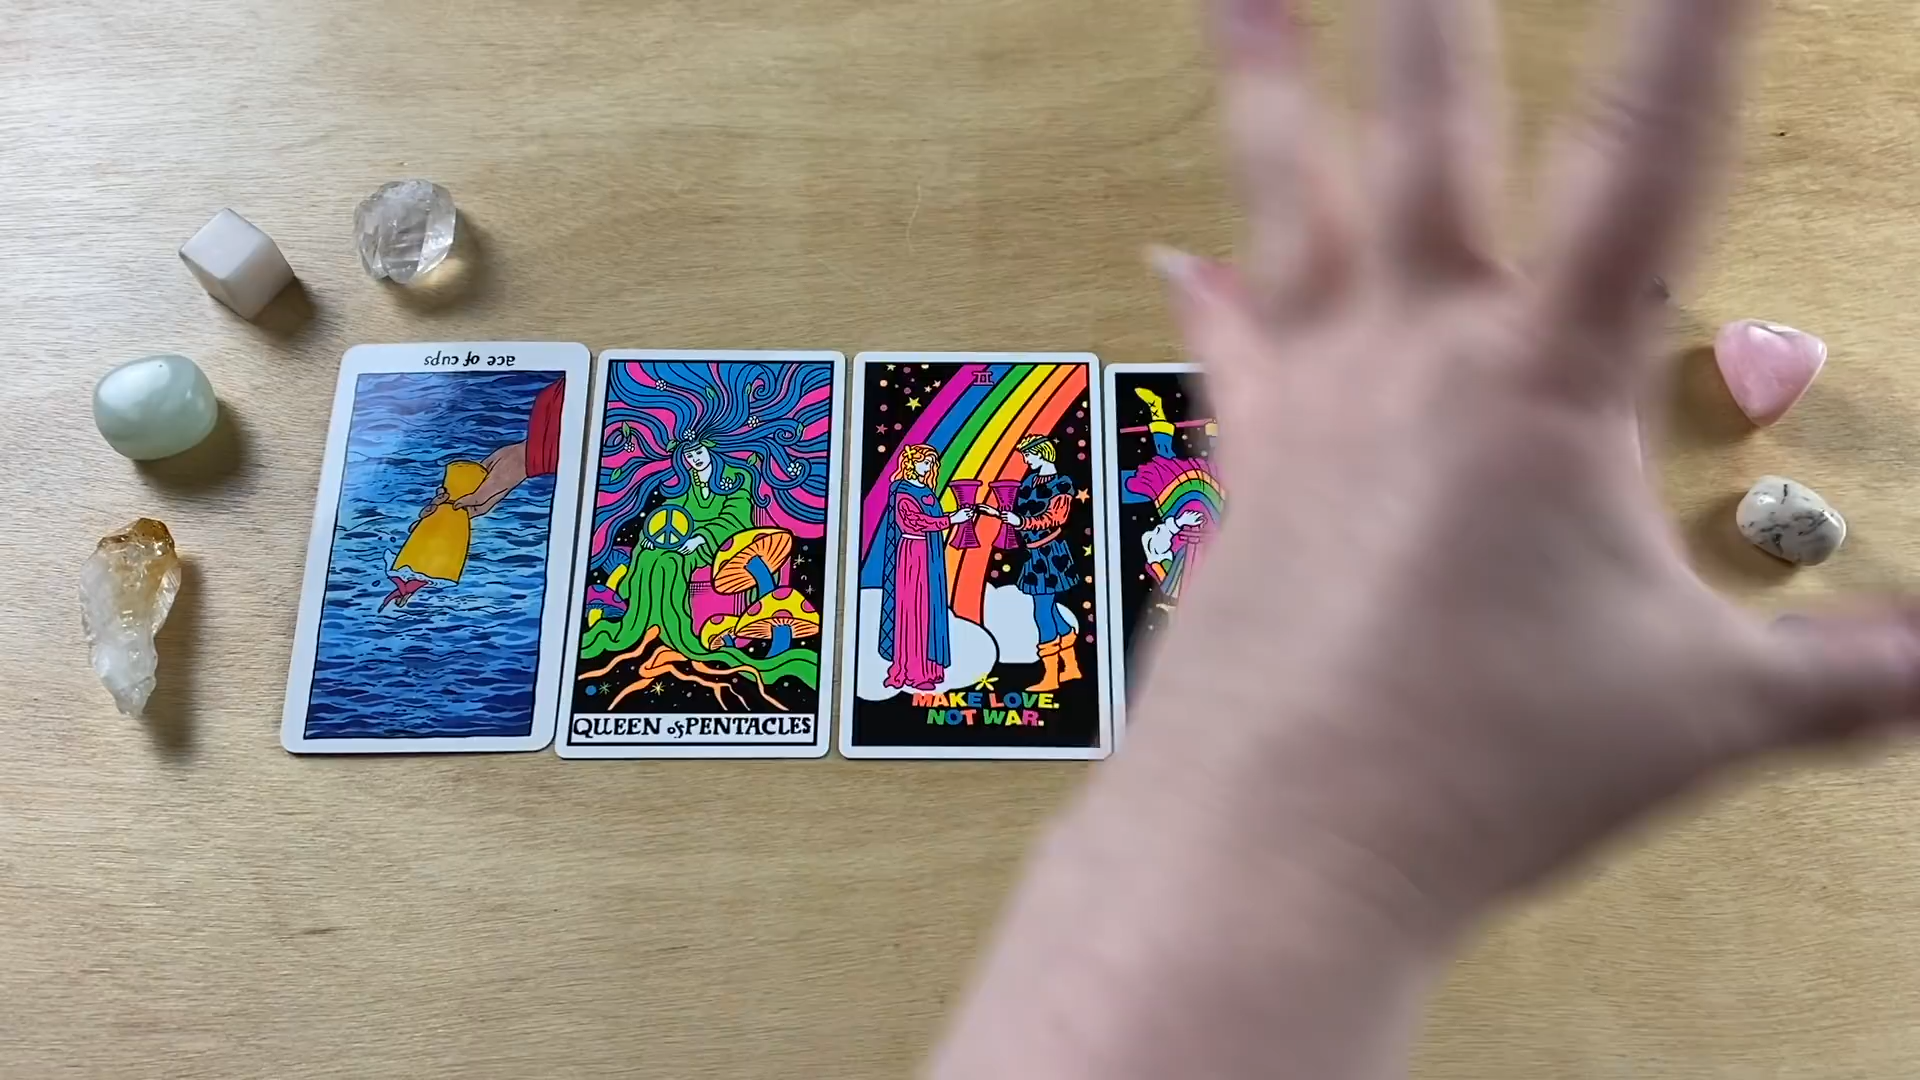 ace of cups
QUEEN of PENTACLES
II
MAKE LOVE.
NOT WAR.